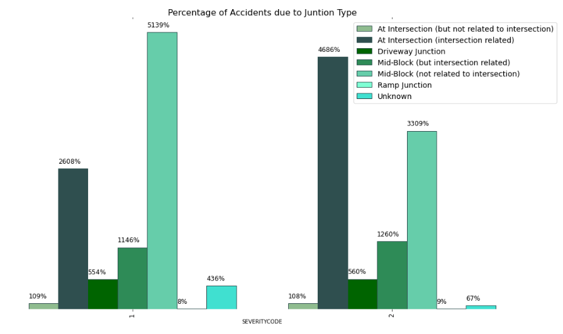 Percentage of Accidents due to Juntion Type
5139%
At Intersection (but not related to intersection)
At Intersection (intersection related)
Driveway Junction
Mid-Block (but intersection related)
Mid-Block (not related to intersection)
Ramp Junction
Unknown
4686%
3309%
2608%
1146%
1260%
554%
560%
436%
109%
8%
108%
9%
67%
1
2
SEVERITYCODE